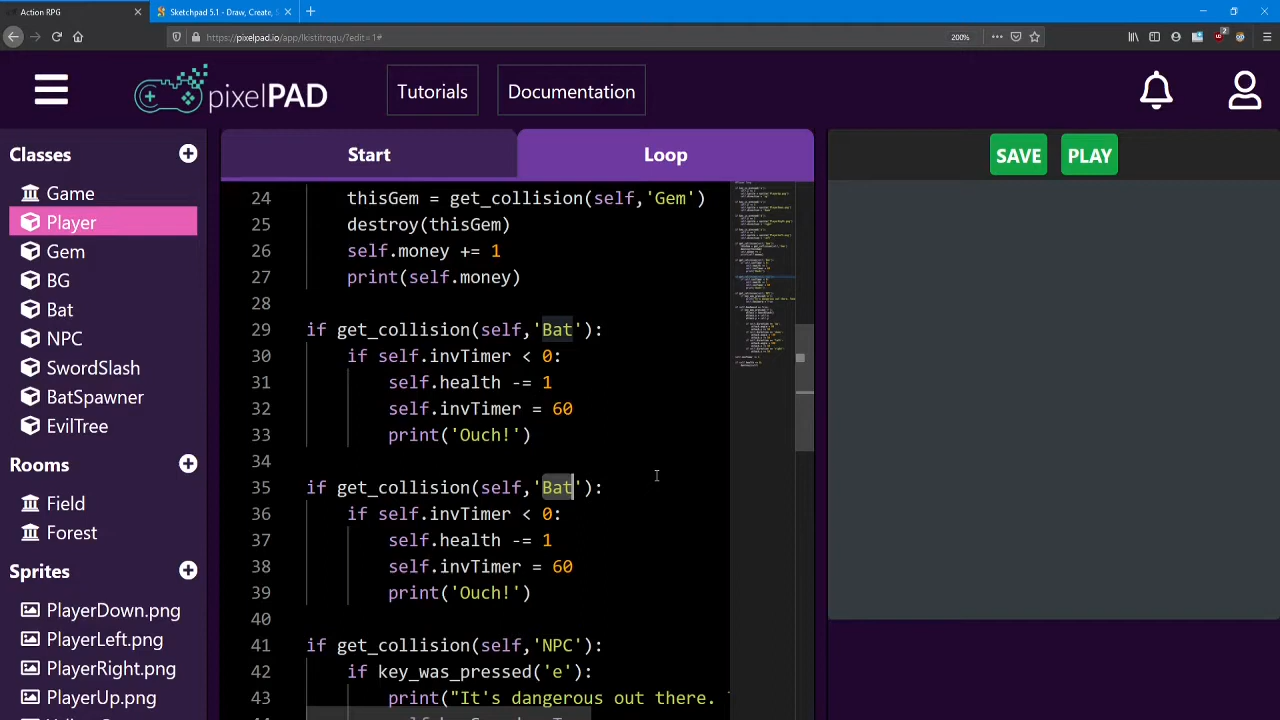 Action RPG
Sketchpad 5.1 - Draw, Create,
https://pixelpad.io/app/lkistitrqqu/?edit=1#
200%
2
pixelPAD
Tutorials
Documentation
Classes
Game
Player
Gem
BG
Bat
NPC
SwordSlash
BatSpawner
EvilTree
Rooms
Field
Forest
Sprites
PlayerDown.png
PlayerLeft.png
PlayerRight.png
PlayerUp.png
Start
Loop
SAVE
PLAY
24 thisGem = get_collision(self,'Gem')
25 destroy(thisGem)
26 self.money += 1
27 print(self.money)
28
29 if get_collision(self,'Bat'):
30 if self.invTimer < 0:
31 self.health -= 1
32 self.invTimer = 60
33 print('Ouch!')
34
35 if get_collision(self,'Bat'):
36 if self.invTimer < 0:
37 self.health -= 1
38 self.invTimer = 60
39 print('Ouch!')
40
41 if get_collision(self,'NPC'):
42 if key_was_pressed('e'):
43 print("It's dangerous out there.